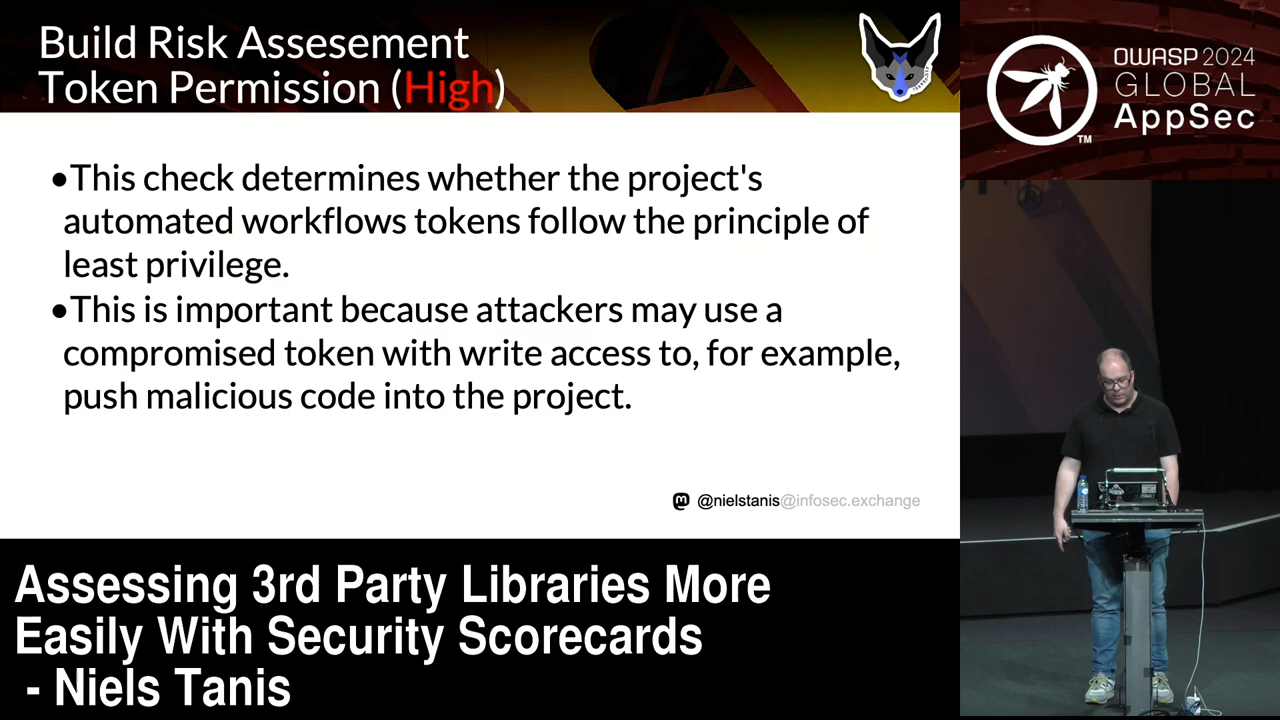 Build Risk Assesement
Token Permission (High)
•This check determines whether the project's
automated workflows tokens follow the principle of
least privilege.
•This is important because attackers may use a
compromised token with write access to, for example,
push malicious code into the project.
@nielstanis@infosec.exchange
OWASP 2024
GLOBAL
AppSec
TM
Assessing 3rd Party Libraries More
Easily With Security Scorecards
- Niels Tanis